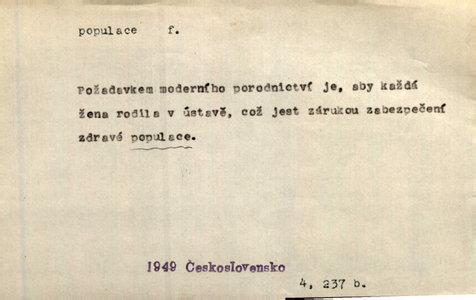 populace f.
Požadavkem moderního porodnictví je, aby každá
žena rodila v ústavě, což jest zárukou zabezpečení
zdravé populace.
1949 Československo
4, 237 b.